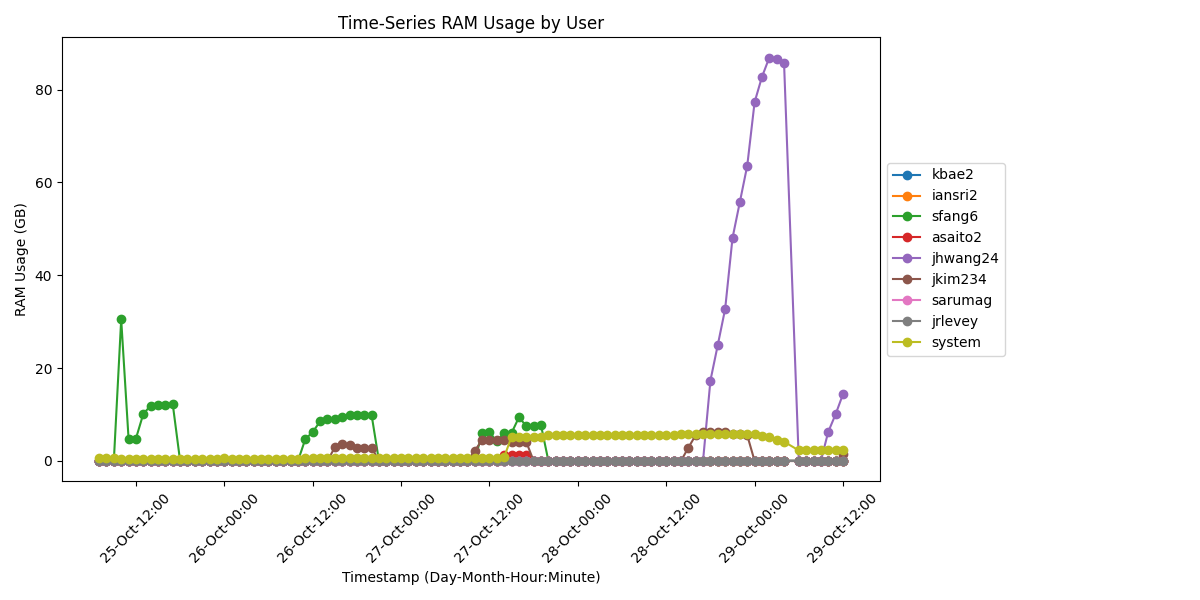 Time-Series RAM Usage by User
RAM Usage (GB)
80
60
40
20
0
25-Oct-12:00
26-Oct-00:00
26-Oct-12:00
27-Oct-00:00
27-Oct-12:00
28-Oct-00:00
28-Oct-12:00
29-Oct-00:00
29-Oct-12:00
Timestamp (Day-Month-Hour:Minute)
kbae2
iansri2
sfang6
asaito2
jhwang24
jkim234
sarumag
jrlevey
system